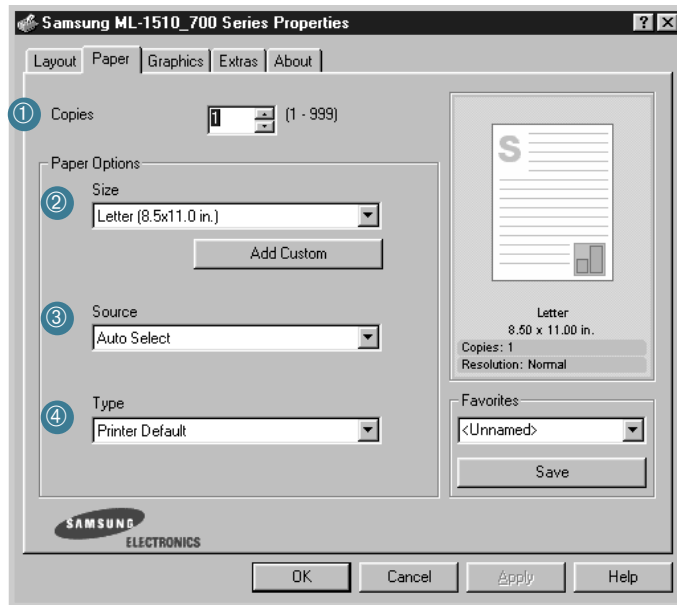 Samsung ML-1510_700 Series Properties
Layout Paper Graphics Extras About
① Copies 1 (1 - 999)
Paper Options
② Size
Letter (8.5x11.0 in.)
Add Custom
③ Source
Auto Select
④ Type
Printer Default
S
Letter
8.50 x 11.00 in.
Copies: 1
Resolution: Normal
Favorites
<Unnamed>
Save
SAMSUNG
ELECTRONICS
OK Cancel Apply Help